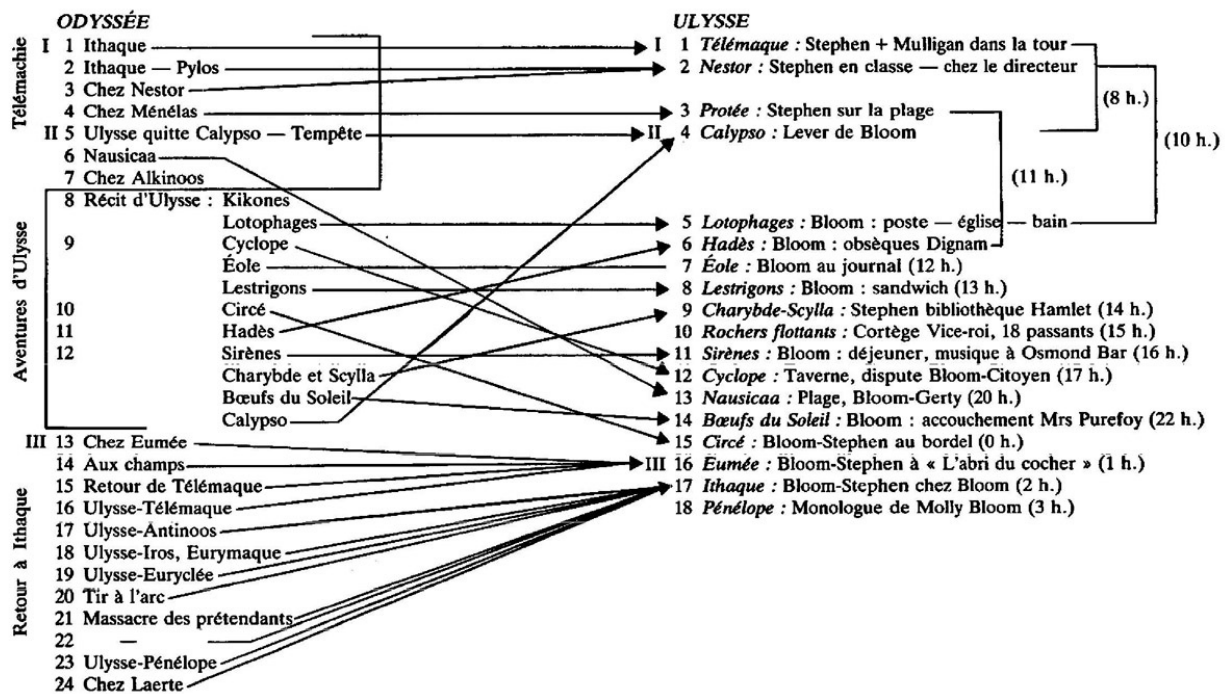 ODYSSÉE
Télémachie
I 1 Ithaque
2 Ithaque — Pylos
3 Chez Nestor
4 Chez Ménélas
II 5 Ulysse quitte Calypso — Tempête
6 Nausicaa
7 Chez Alkinoos
Aventures d'Ulysse
8 Récit d'Ulysse : Kikones
Lotophages
9 Cyclope
Éole
Lestrigons
10 Circé
11 Hadès
12 Sirènes
Charybde et Scylla
Bœufs du Soleil
Calypso
Retour à Ithaque
III 13 Chez Eumée
14 Aux champs
15 Retour de Télémaque
16 Ulysse-Télémaque
17 Ulysse-Antinoos
18 Ulysse-Iros, Eurymaque
19 Ulysse-Euryclée
20 Tir à l'arc
21 Massacre des prétendants
22 —
23 Ulysse-Pénélope
24 Chez Laerte
ULYSSE
I 1 Télémaque : Stephen + Mulligan dans la tour
2 Nestor : Stephen en classe — chez le directeur
3 Protée : Stephen sur la plage
II 4 Calypso : Lever de Bloom
5 Lotophages : Bloom : poste — église — bain
6 Hadès : Bloom : obsèques Dignam
7 Éole : Bloom au journal (12 h.)
8 Lestrigons : Bloom : sandwich (13 h.)
9 Charybde-Scylla : Stephen bibliothèque Hamlet (14 h.)
10 Rochers flottants : Cortège Vice-roi, 18 passants (15 h.)
11 Sirènes : Bloom : déjeuner, musique à Osmond Bar (16 h.)
12 Cyclope : Taverne, dispute Bloom-Citoyen (17 h.)
13 Nausicaa : Plage, Bloom-Gerty (20 h.)
14 Bœufs du Soleil : Bloom : accouchement Mrs Purefoy (22 h.)
15 Circé : Bloom-Stephen au bordel (0 h.)
III 16 Eumée : Bloom-Stephen à « L'abri du cocher » (1 h.)
17 Ithaque : Bloom-Stephen chez Bloom (2 h.)
18 Pénélope : Monologue de Molly Bloom (3 h.)
(8 h.)
(10 h.)
(11 h.)